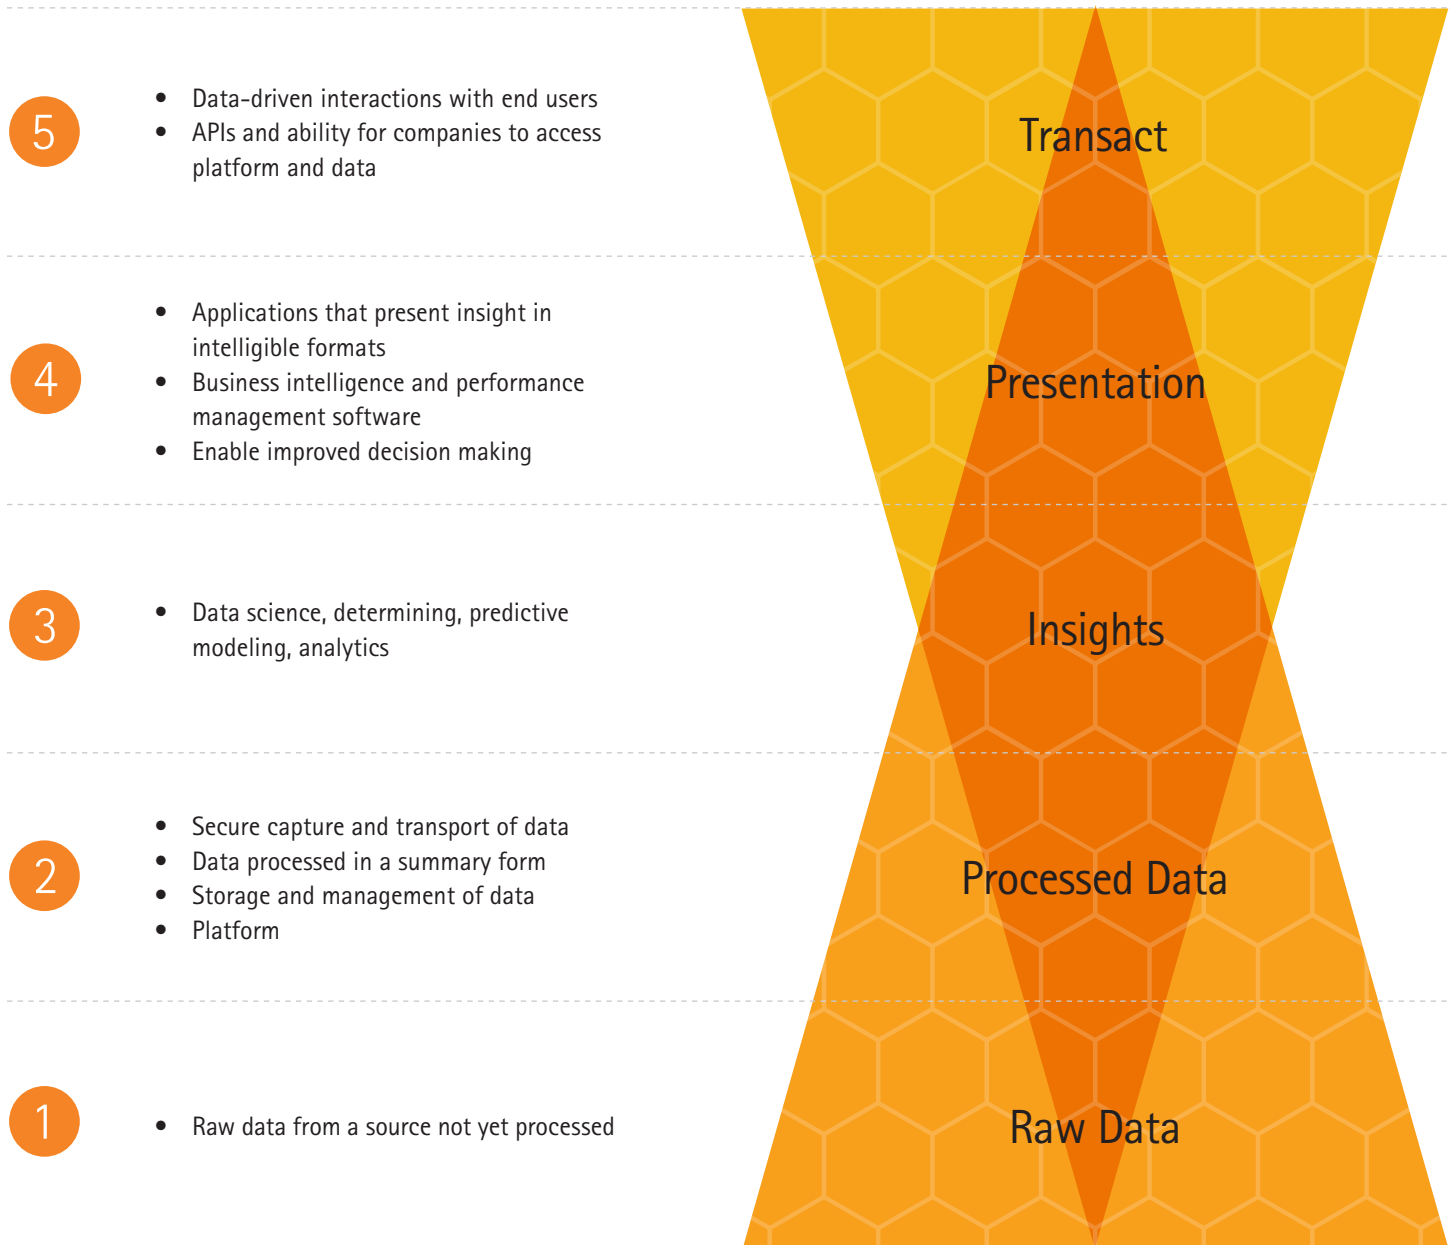 5
• Data-driven interactions with end users
• APIs and ability for companies to access
platform and data
Transact
4
• Applications that present insight in
intelligible formats
• Business intelligence and performance
management software
• Enable improved decision making
Presentation
3
• Data science, determining, predictive
modeling, analytics
Insights
2
• Secure capture and transport of data
• Data processed in a summary form
• Storage and management of data
• Platform
Processed Data
1
• Raw data from a source not yet processed
Raw Data